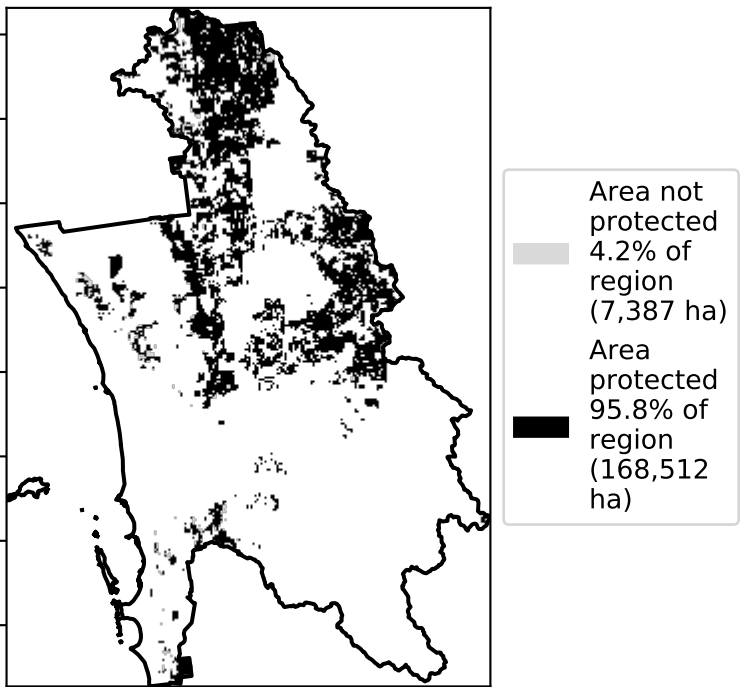 Area not
protected
4.2% of
region
(7,387 ha)
Area
protected
95.8% of
region
(168,512
ha)